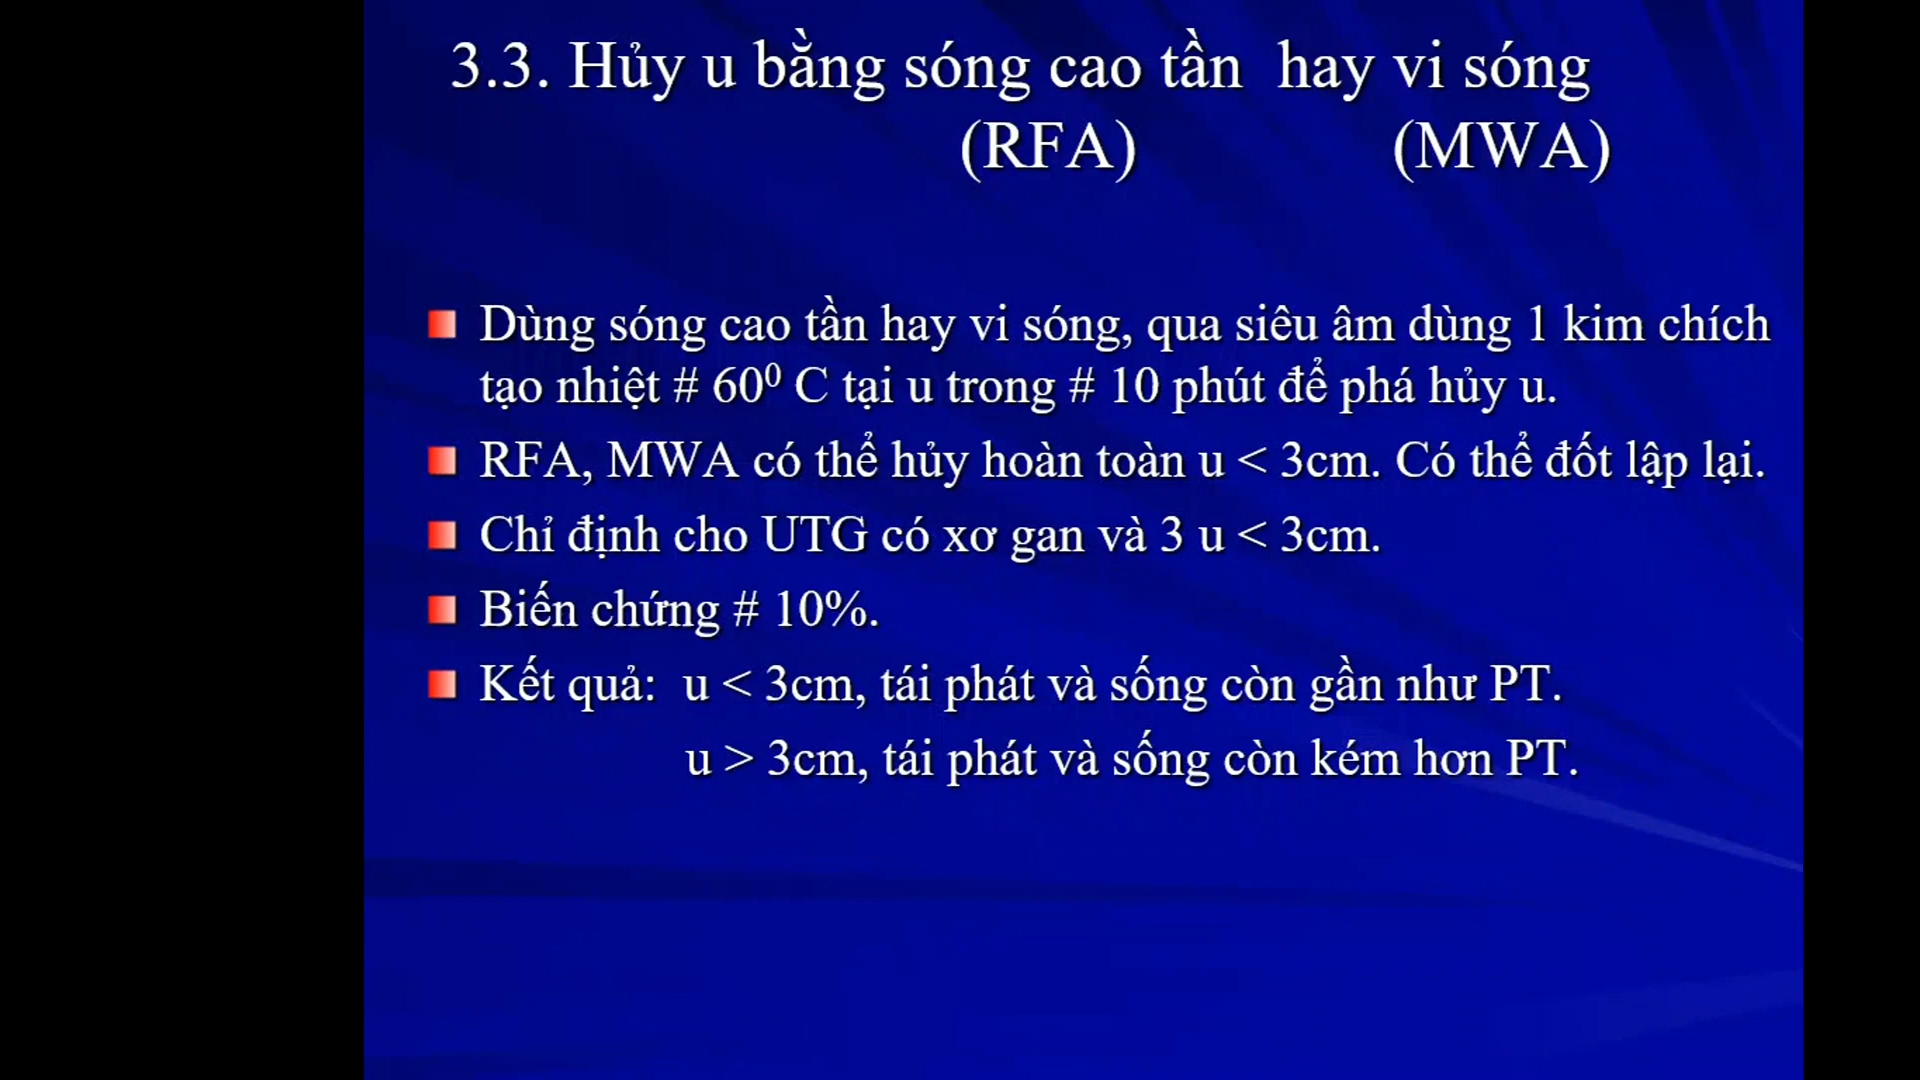 3.3. Hủy u bằng sóng cao tần hay vi sóng
(RFA) (MWA)
Dùng sóng cao tần hay vi sóng, qua siêu âm dùng 1 kim chích
tạo nhiệt # 60⁰ C tại u trong # 10 phút để phá hủy u.
RFA, MWA có thể hủy hoàn toàn u < 3cm. Có thể đốt lập lại.
Chỉ định cho UTG có xơ gan và 3 u < 3cm.
Biến chứng # 10%.
Kết quả: u < 3cm, tái phát và sống còn gần như PT.
u > 3cm, tái phát và sống còn kém hơn PT.